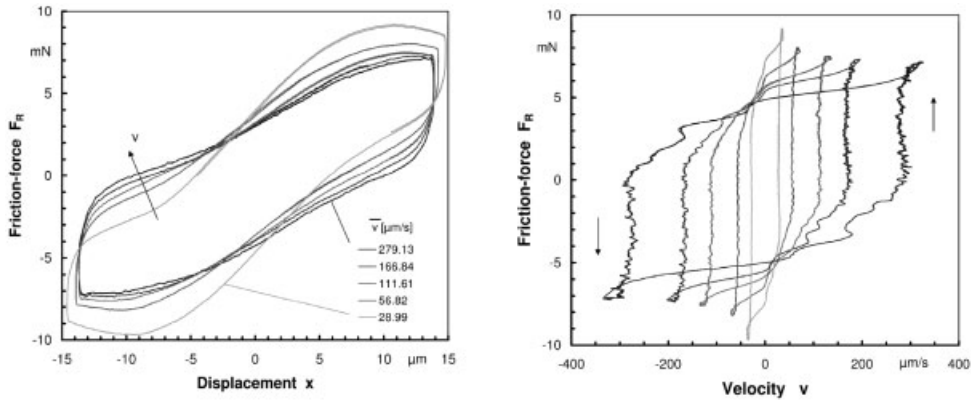 10
mN
5
0
-5
-10
Friction-force F_R
v
v̅ [μm/s]
279.13
166.84
111.61
56.82
28.99
-15
-10
-5
0
5
10
μm
15
Displacement x
10
mN
5
0
-5
-10
Friction-force F_R
-400
-200
0
200
μm/s
400
Velocity v